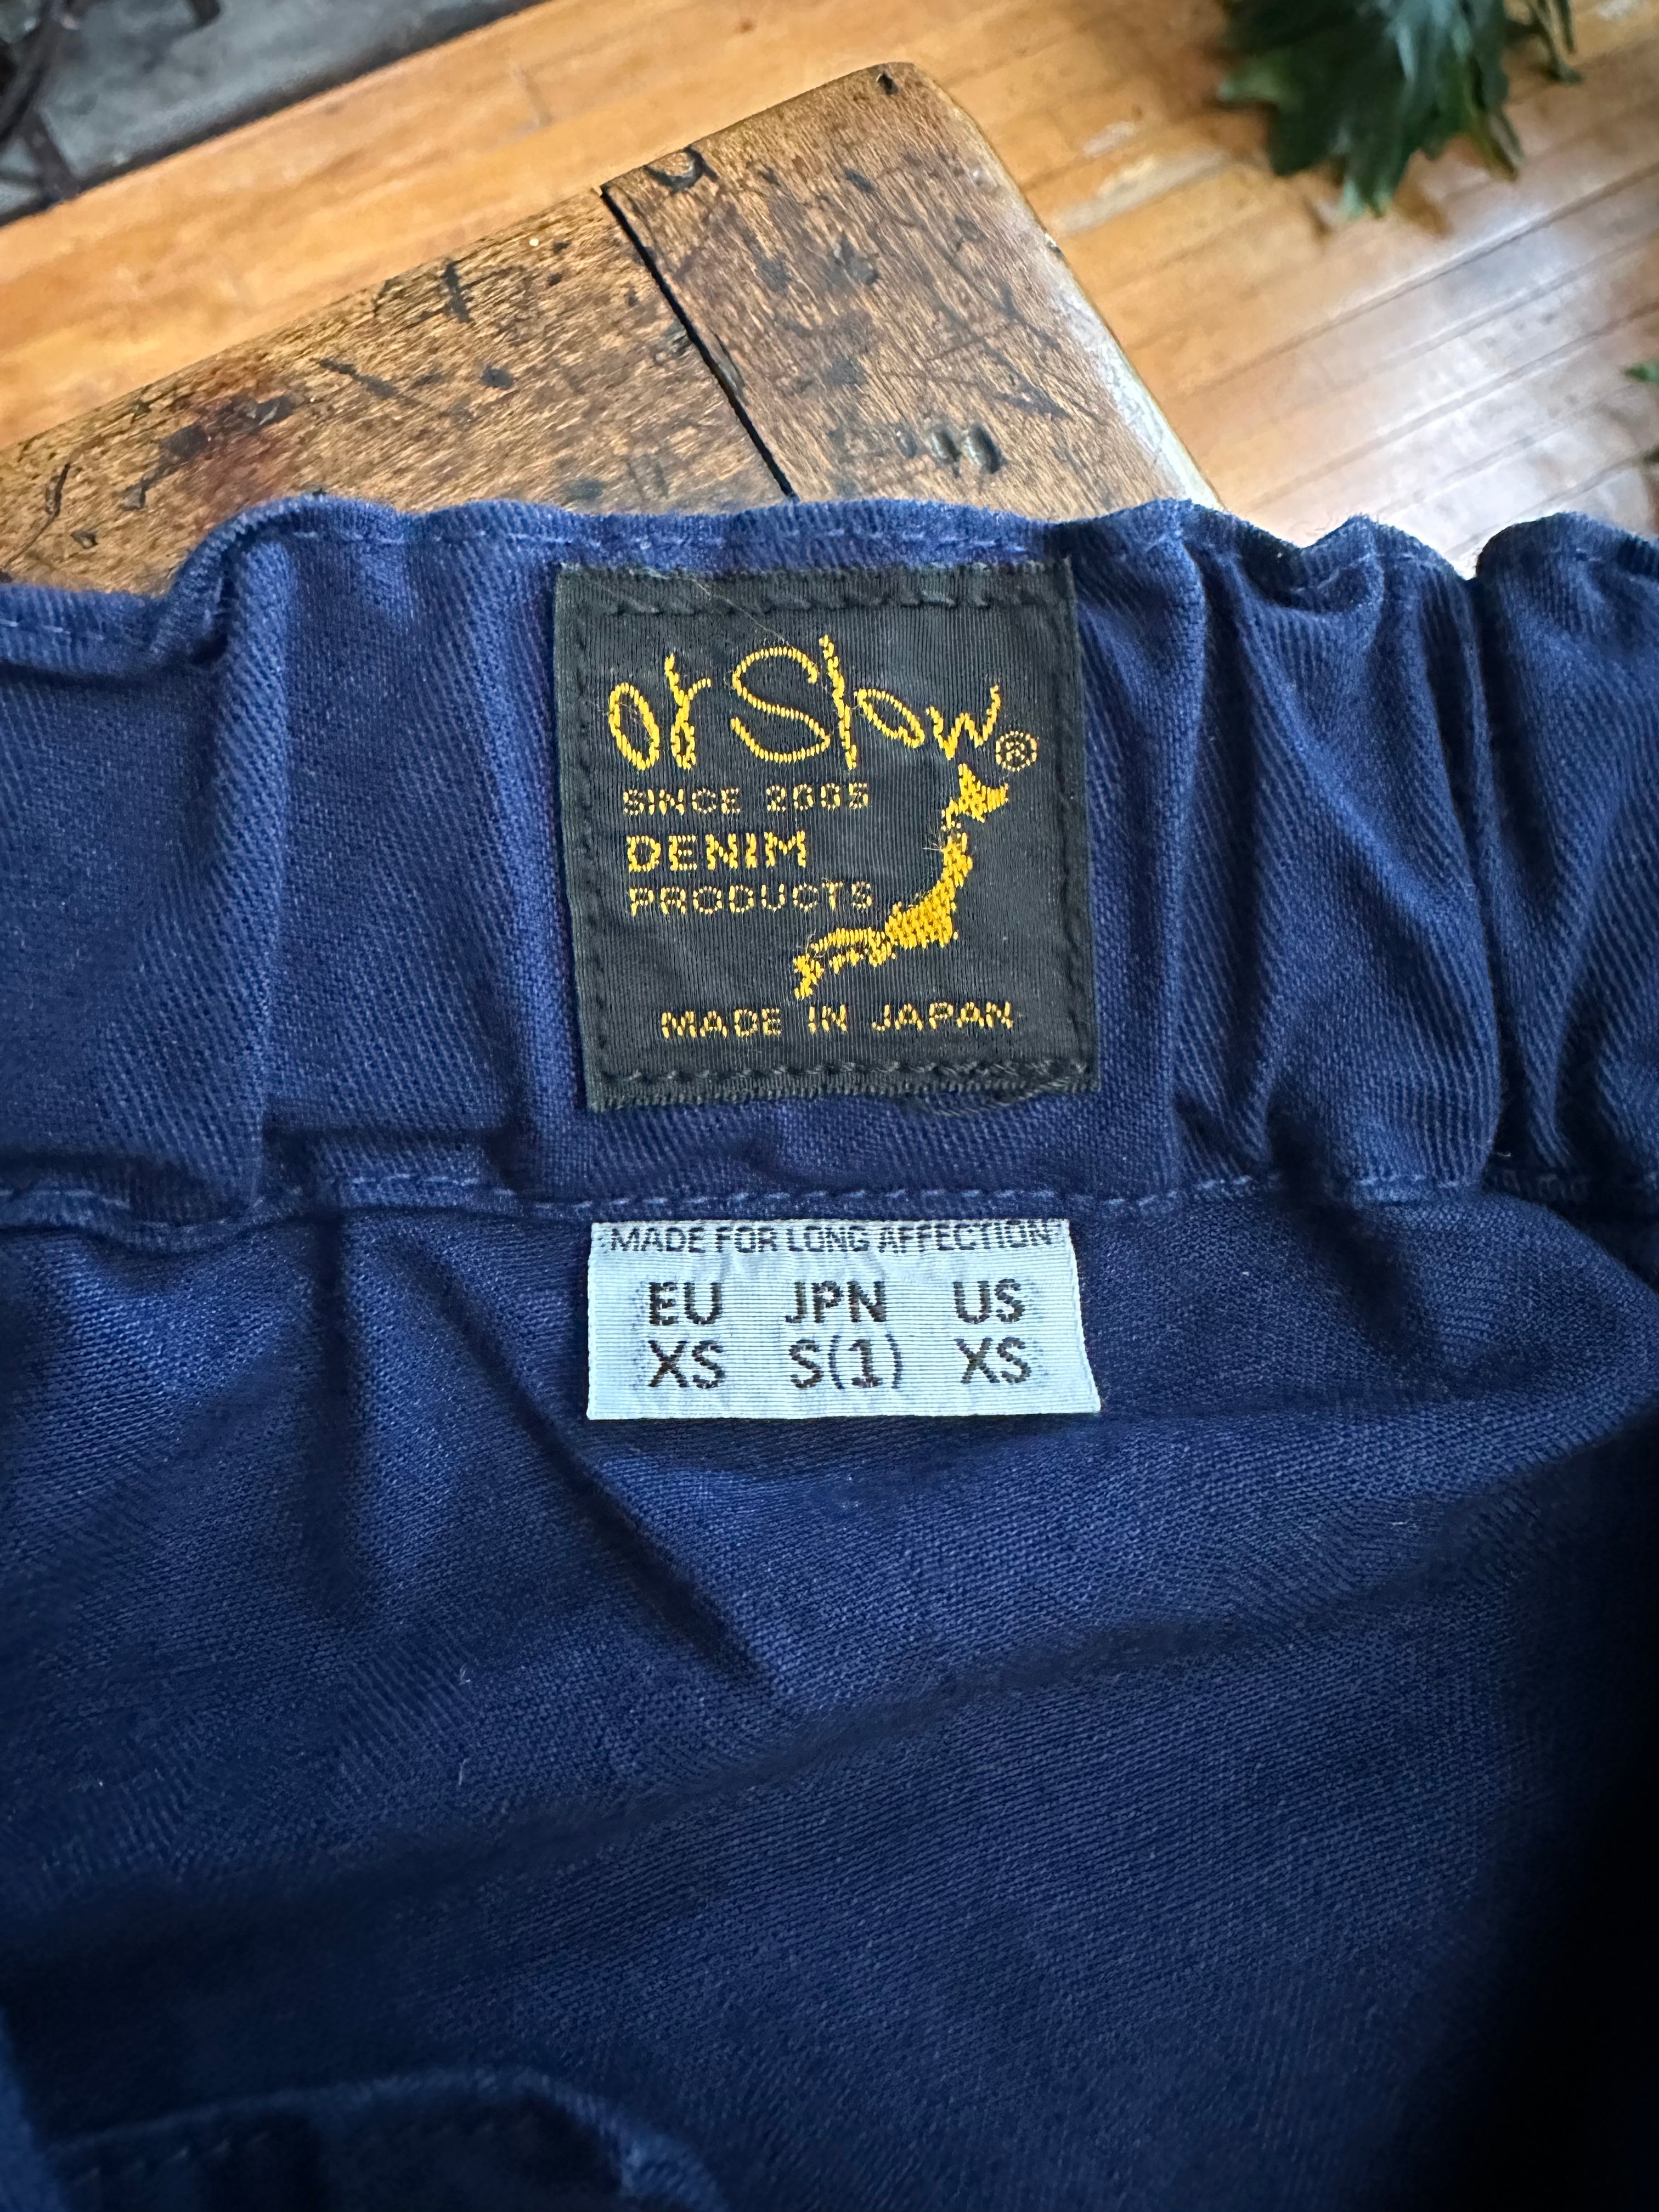 orSlow®
SINCE 2005
DENIM
PRODUCTS
MADE IN JAPAN
MADE FOR LONG AFFECTION
EU JPN US
XS S(1) XS